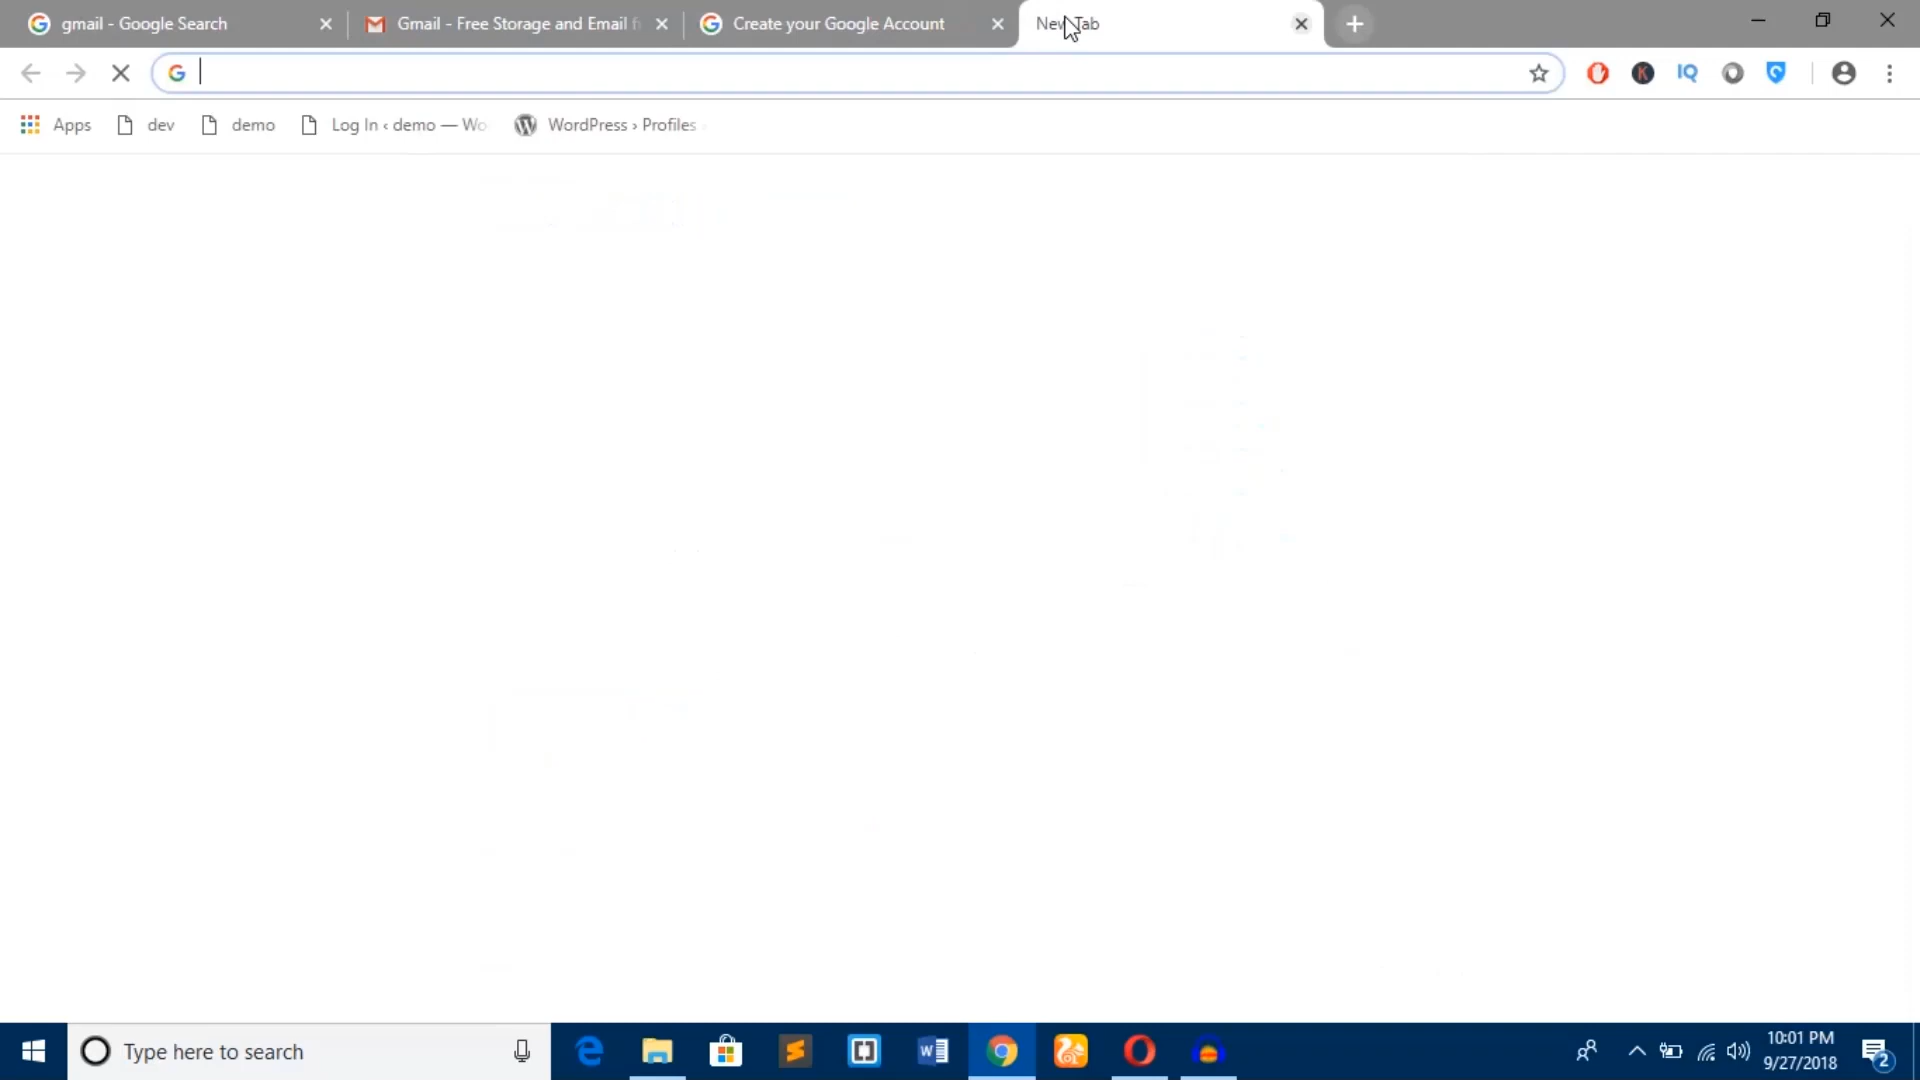 gmail - Google Search
Gmail - Free Storage and Email f
Create your Google Account
New Tab
IQ
Apps
dev
demo
Log In ‹ demo — Wo
WordPress › Profiles
Type here to search
10:01 PM
9/27/2018
2